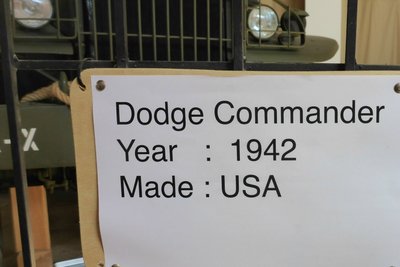 Dodge Commander
Year : 1942
Made : USA
-X